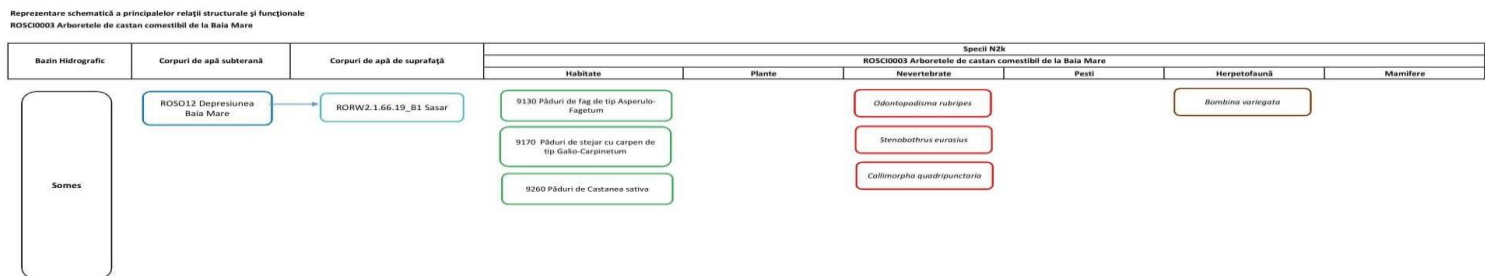 Reprezentare schematică a principalelor relații structurale și funcționale
ROSCI0003 Arboretele de castan comestibil de la Baia Mare
Specii N2k
Bazin Hidrografic
Corpuri de apă subterană
Corpuri de apă de suprafață
ROSCI0003 Arboretele de castan comestibil de la Baia Mare
Habitate
Plante
Nevertebrate
Pesti
Herpetofaună
Mamifere
Somes
ROSO12 Depresiunea
Baia Mare
RORW2.1.66.19_B1 Sasar
9130 Păduri de fag de tip Asperulo-
Fagetum
9170 Păduri de stejar cu carpen de
tip Galio-Carpinetum
9260 Păduri de Castanea sativa
Odontopodisma rubripes
Stenobothrus eurasius
Callimorpha quadripunctaria
Bombina variegata